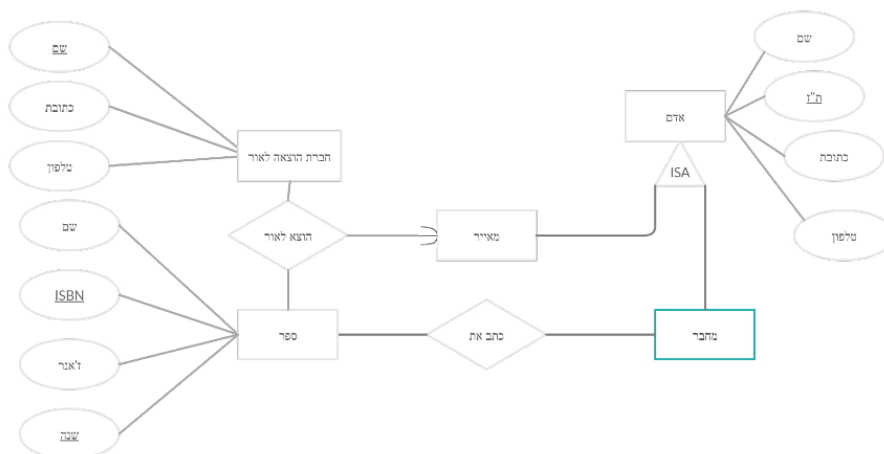 שם
כתובת
טלפון
חברת הוצאה לאור
שם
ת"ז
כתובת
טלפון
אדם
ISA
הוצא לאור
מאייר
שם
ISBN
ז'אנר
שנה
ספר
כתב את
מחבר